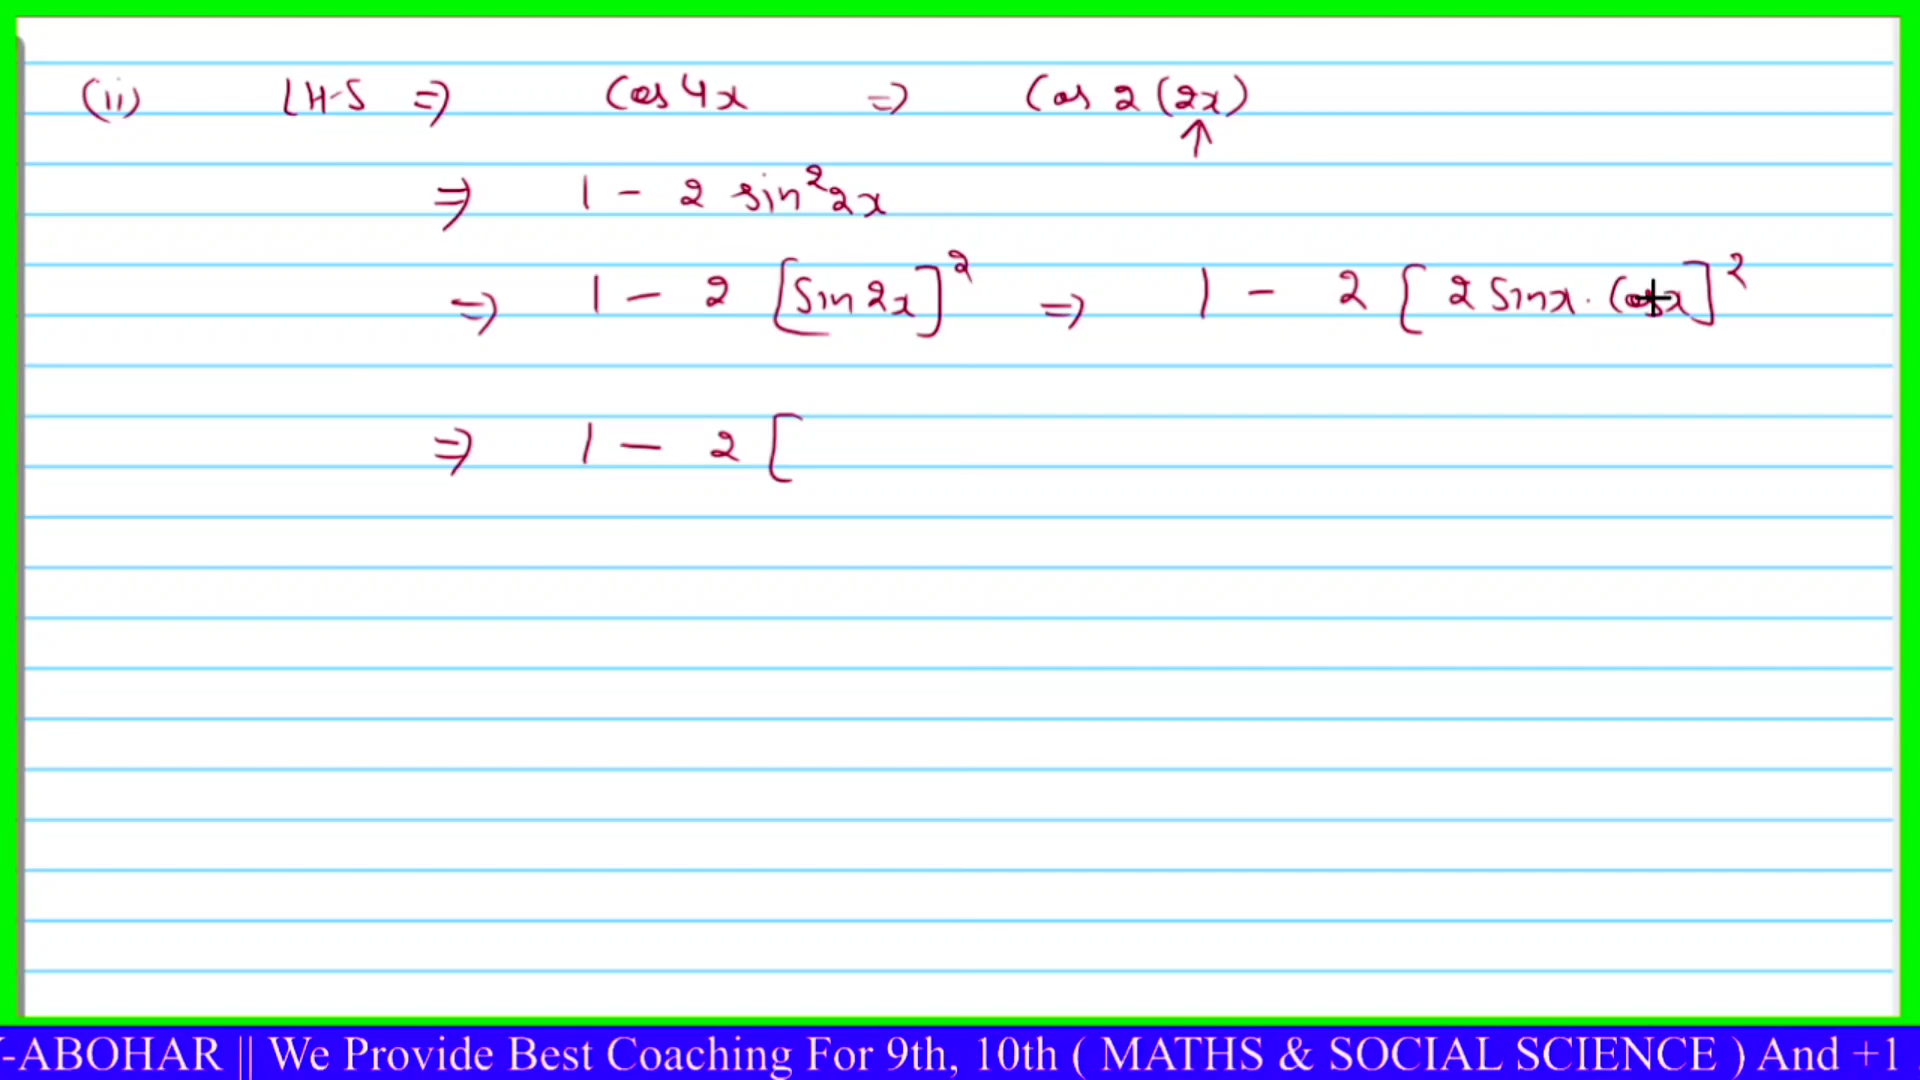 (ii) LH-S ⇒ Cos 4x ⇒ Cos 2 (2x)
↑
⇒ 1 - 2 sin²2x
⇒ 1 - 2 [Sin 2x]² ⇒ 1 - 2 [2 Sinx · Cosx]²
⇒ 1 - 2 [
-ABOHAR || We Provide Best Coaching For 9th, 10th ( MATHS & SOCIAL SCIENCE ) And +1